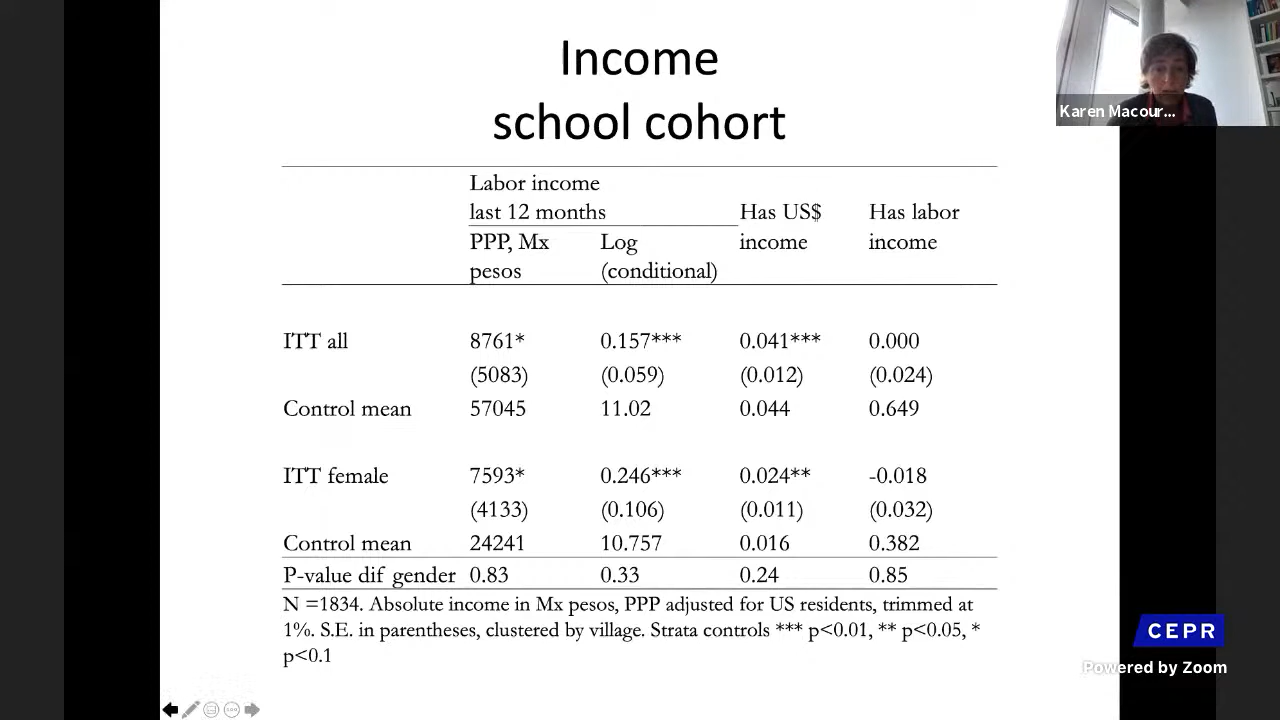 Income
school cohort
Karen Macour...
Labor income
last 12 months
Has US$
income
Has labor
income
PPP, Mx
pesos
Log
(conditional)
ITT all 8761* 0.157*** 0.041*** 0.000
(5083) (0.059) (0.012) (0.024)
Control mean 57045 11.02 0.044 0.649
ITT female 7593* 0.246*** 0.024** -0.018
(4133) (0.106) (0.011) (0.032)
Control mean 24241 10.757 0.016 0.382
P-value dif gender 0.83 0.33 0.24 0.85
N =1834. Absolute income in Mx pesos, PPP adjusted for US residents, trimmed at
1%. S.E. in parentheses, clustered by village. Strata controls *** p<0.01, ** p<0.05, *
p<0.1
CEPR
Powered by Zoom